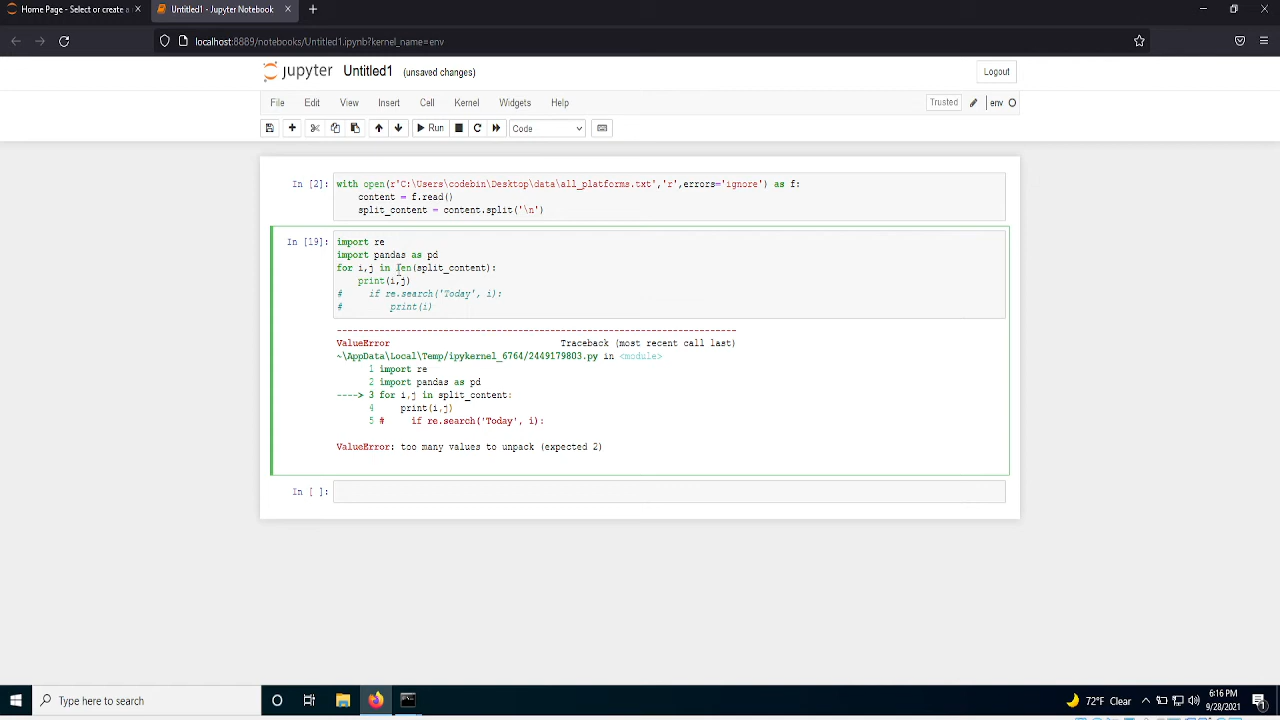 Home Page - Select or create a
Untitled1 - Jupyter Notebook
localhost:8889/notebooks/Untitled1.ipynb?kernel_name=env
jupyter Untitled1 (unsaved changes)
Logout
File Edit View Insert Cell Kernel Widgets Help
Trusted env
Run Code
In [2]: with open(r'C:\Users\codebin\Desktop\data\all_platforms.txt','r',errors='ignore') as f:
content = f.read()
split_content = content.split('\n')
In [19]: import re
import pandas as pd
for i,j in len(split_content):
print(i,j)
# if re.search('Today', i):
# print(i)
---------------------------------------------------------------------------
ValueError Traceback (most recent call last)
~\AppData\Local\Temp/ipykernel_6764/2449179803.py in <module>
1 import re
2 import pandas as pd
----> 3 for i,j in split_content:
4 print(i,j)
5 # if re.search('Today', i):
ValueError: too many values to unpack (expected 2)
In [ ]:
Type here to search
72°F Clear
6:16 PM